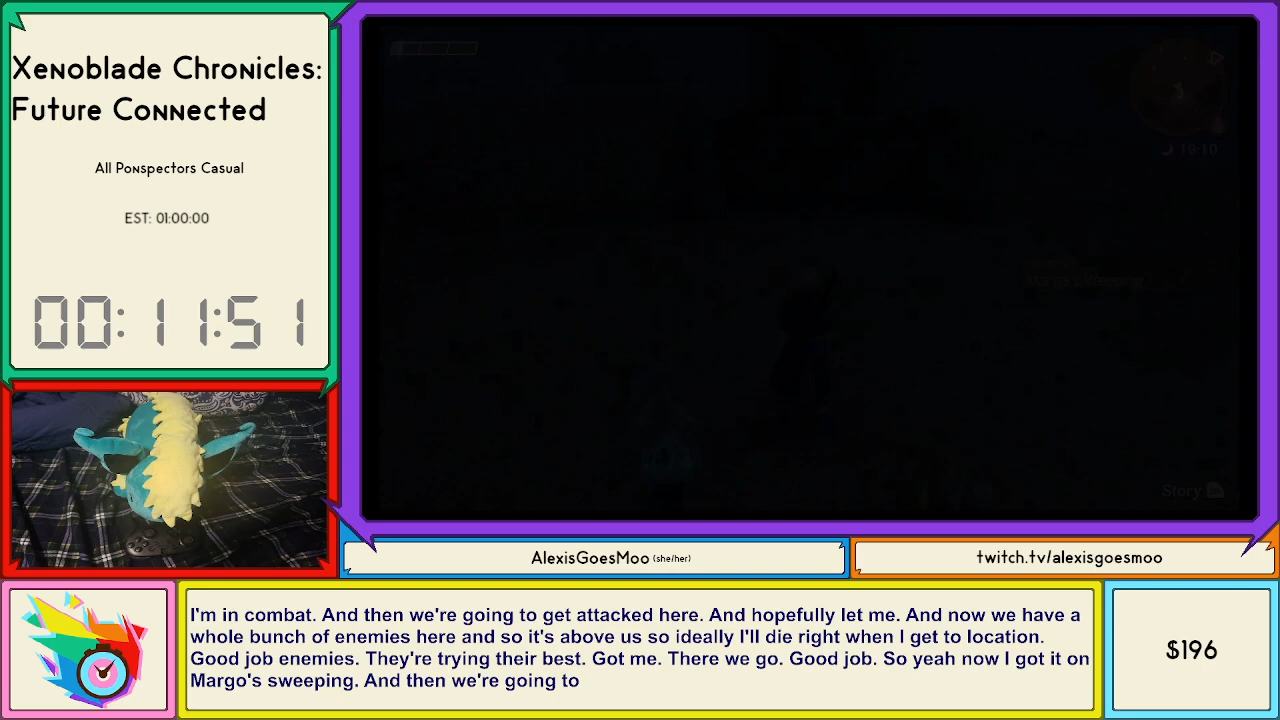 Xenoblade Chronicles:
Future Connected
All Ponspectors Casual
EST: 01:00:00
00:11:51
19:10
Story
AlexisGoesMoo (she/her)
twitch.tv/alexisgoesmoo
I'm in combat. And then we're going to get attacked here. And hopefully let me. And now we have a
whole bunch of enemies here and so it's above us so ideally I'll die right when I get to location.
Good job enemies. They're trying their best. Got me. There we go. Good job. So yeah now I got it on
Margo's sweeping. And then we're going to
$196